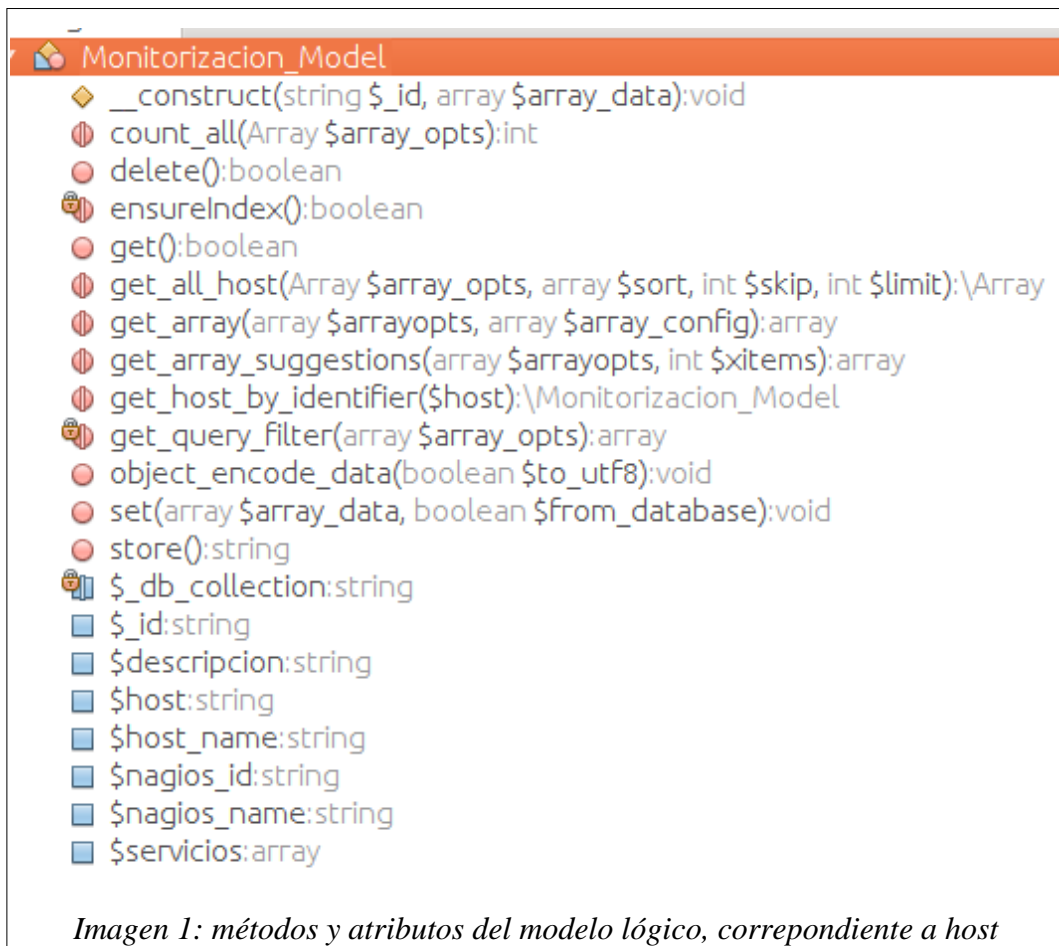 Monitorizacion_Model
__construct(string $_id, array $array_data):void
count_all(Array $array_opts):int
delete():boolean
ensureIndex():boolean
get():boolean
get_all_host(Array $array_opts, array $sort, int $skip, int $limit):\Array
get_array(array $arrayopts, array $array_config):array
get_array_suggestions(array $arrayopts, int $xitems):array
get_host_by_identifier($host):\Monitorizacion_Model
get_query_filter(array $array_opts):array
object_encode_data(boolean $to_utf8):void
set(array $array_data, boolean $from_database):void
store():string
$_db_collection:string
$_id:string
$descripcion:string
$host:string
$host_name:string
$nagios_id:string
$nagios_name:string
$servicios:array
Imagen 1: métodos y atributos del modelo lógico, correpondiente a host